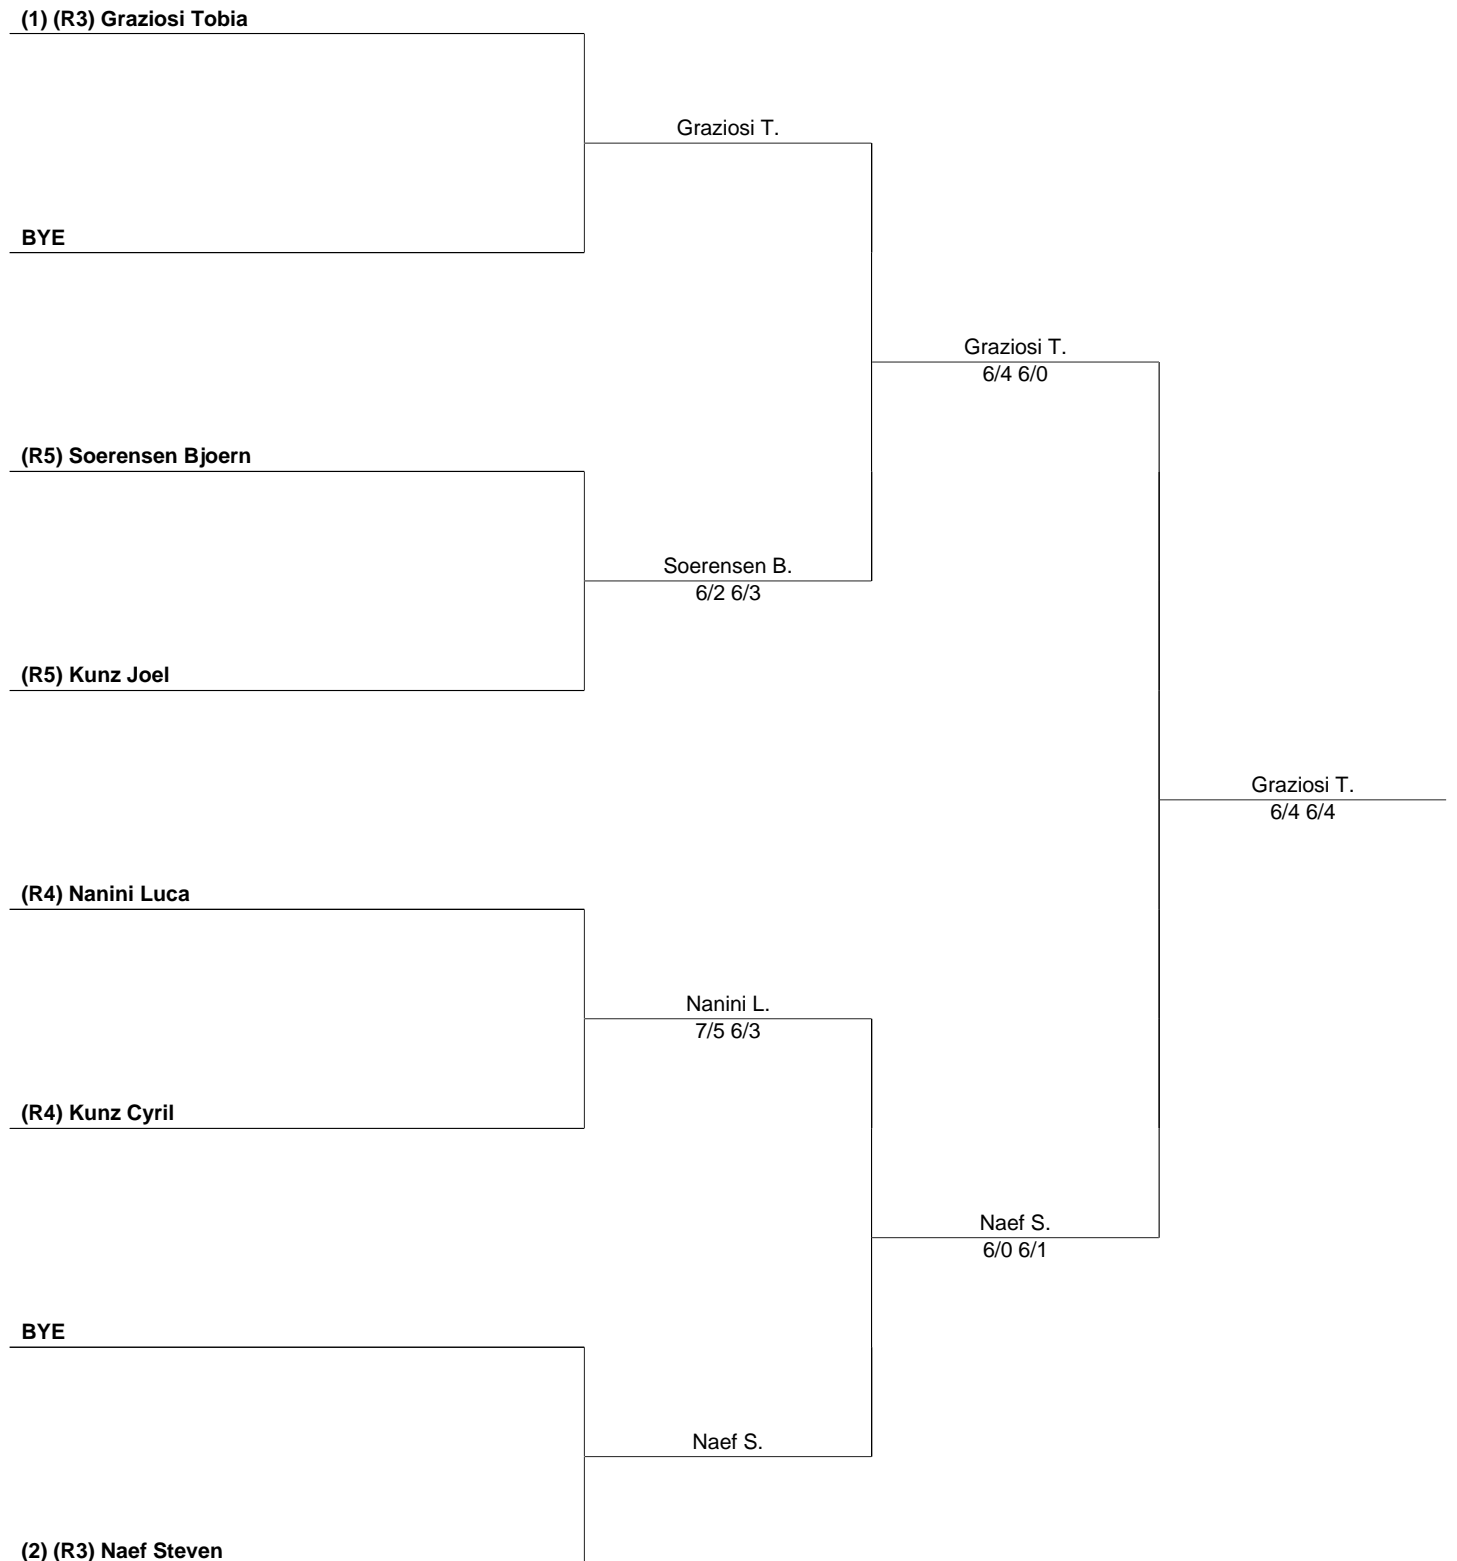 (1) (R3) Graziosi Tobia
Graziosi T.
BYE
Graziosi T.
6/4 6/0
(R5) Soerensen Bjoern
Soerensen B.
6/2 6/3
(R5) Kunz Joel
Graziosi T.
6/4 6/4
(R4) Nanini Luca
Nanini L.
7/5 6/3
(R4) Kunz Cyril
Naef S.
6/0 6/1
BYE
Naef S.
(2) (R3) Naef Steven